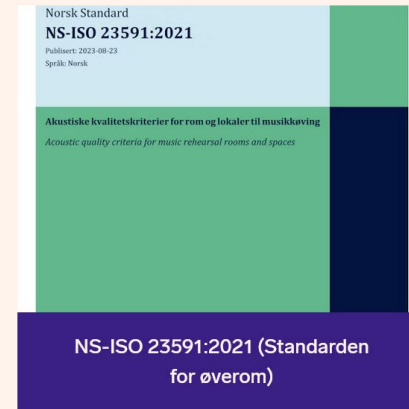 Norsk Standard
NS-ISO 23591:2021
Publisert: 2023-08-23
Språk: Norsk
Akustiske kvalitetskriterier for rom og lokaler til musikkøving
Acoustic quality criteria for music rehearsal rooms and spaces
NS-ISO 23591:2021 (Standarden
for øverom)